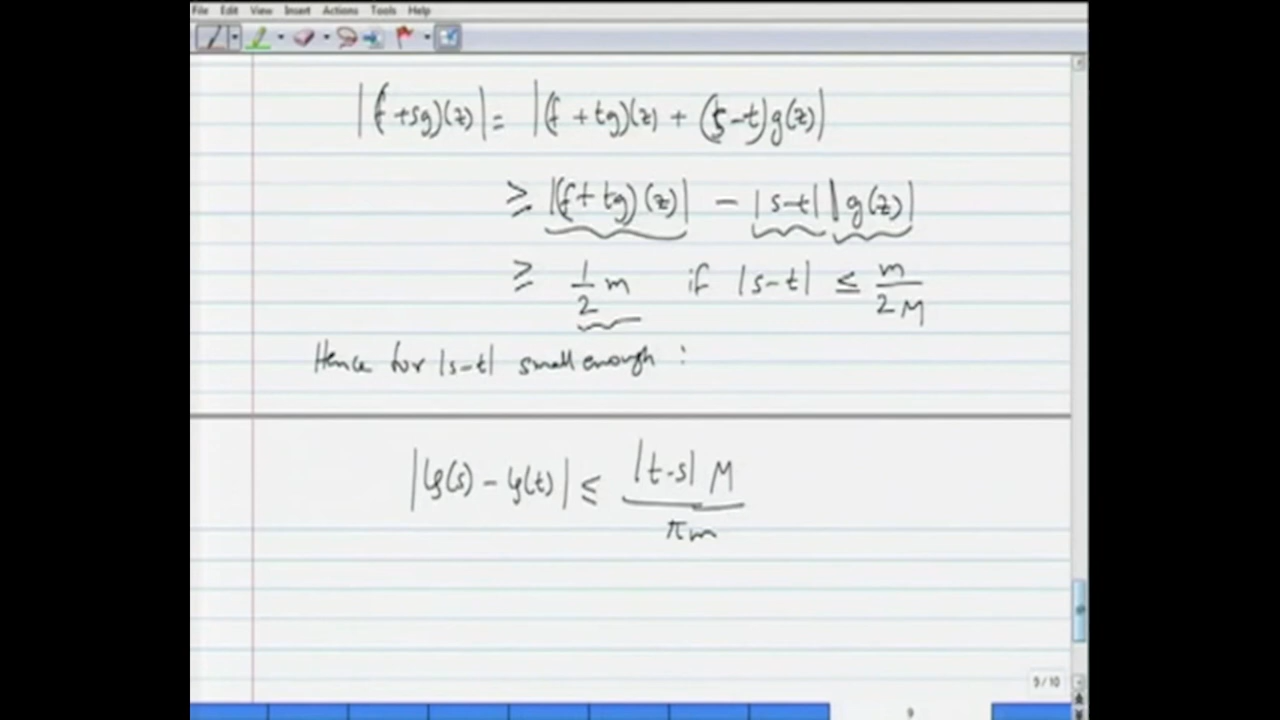 File Edit View Insert Actions Tools Help
|(f+sg)(z)| = |(f+tg)(z) + (s-t)g(z)|
≥ |(f+tg)(z)| - |s-t||g(z)|
≥ 1/2 m if |s-t| ≤ m/2M
Hence for |s-t| small enough :
|φ(s) - φ(t)| ≤ |t-s| M/πm
9/10
9